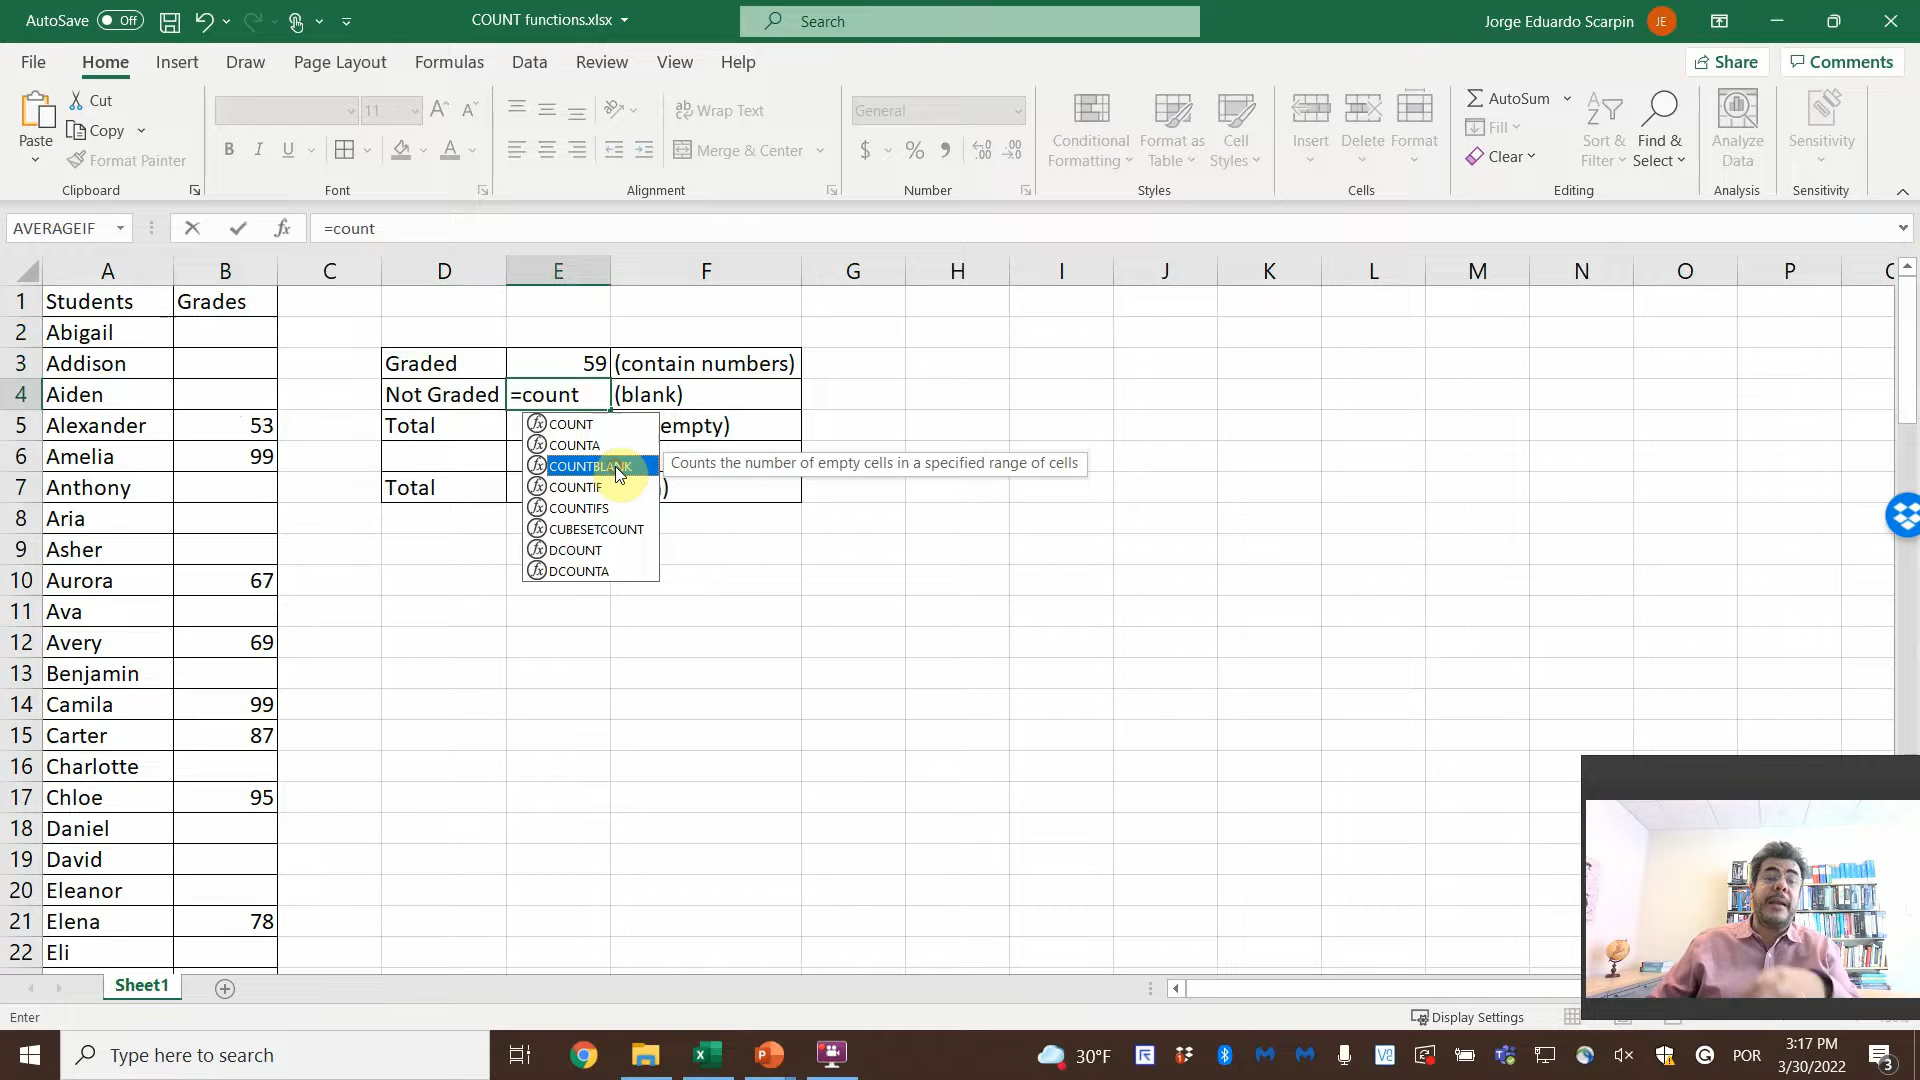 AutoSave Off COUNT functions.xlsx Search Jorge Eduardo Scarpin JE
File Home Insert Draw Page Layout Formulas Data Review View Help Share Comments
Paste Cut Copy Format Painter Clipboard
11 B I U A Font
Wrap Text Merge & Center Alignment
General $ % Number
Conditional Formatting Format as Table Cell Styles Styles
Insert Delete Format Cells
AutoSum Fill Clear Sort & Filter Find & Select Editing
Analyze Data Analysis
Sensitivity Sensitivity
AVERAGEIF fx =count
A B C D E F G H I J K L M N O P
1 Students Grades
2 Abigail
3 Addison Graded 59 (contain numbers)
4 Aiden Not Graded =count (blank)
5 Alexander 53 Total empty)
6 Amelia 99
7 Anthony Total )
8 Aria
9 Asher
10 Aurora 67
11 Ava
12 Avery 69
13 Benjamin
14 Camila 99
15 Carter 87
16 Charlotte
17 Chloe 95
18 Daniel
19 David
20 Eleanor
21 Elena 78
22 Eli
COUNT
COUNTA
COUNTBLANK Counts the number of empty cells in a specified range of cells
COUNTIF
COUNTIFS
CUBESETCOUNT
DCOUNT
DCOUNTA
Sheet1
Enter Display Settings
Type here to search 30°F POR 3:17 PM
3/30/2022 3